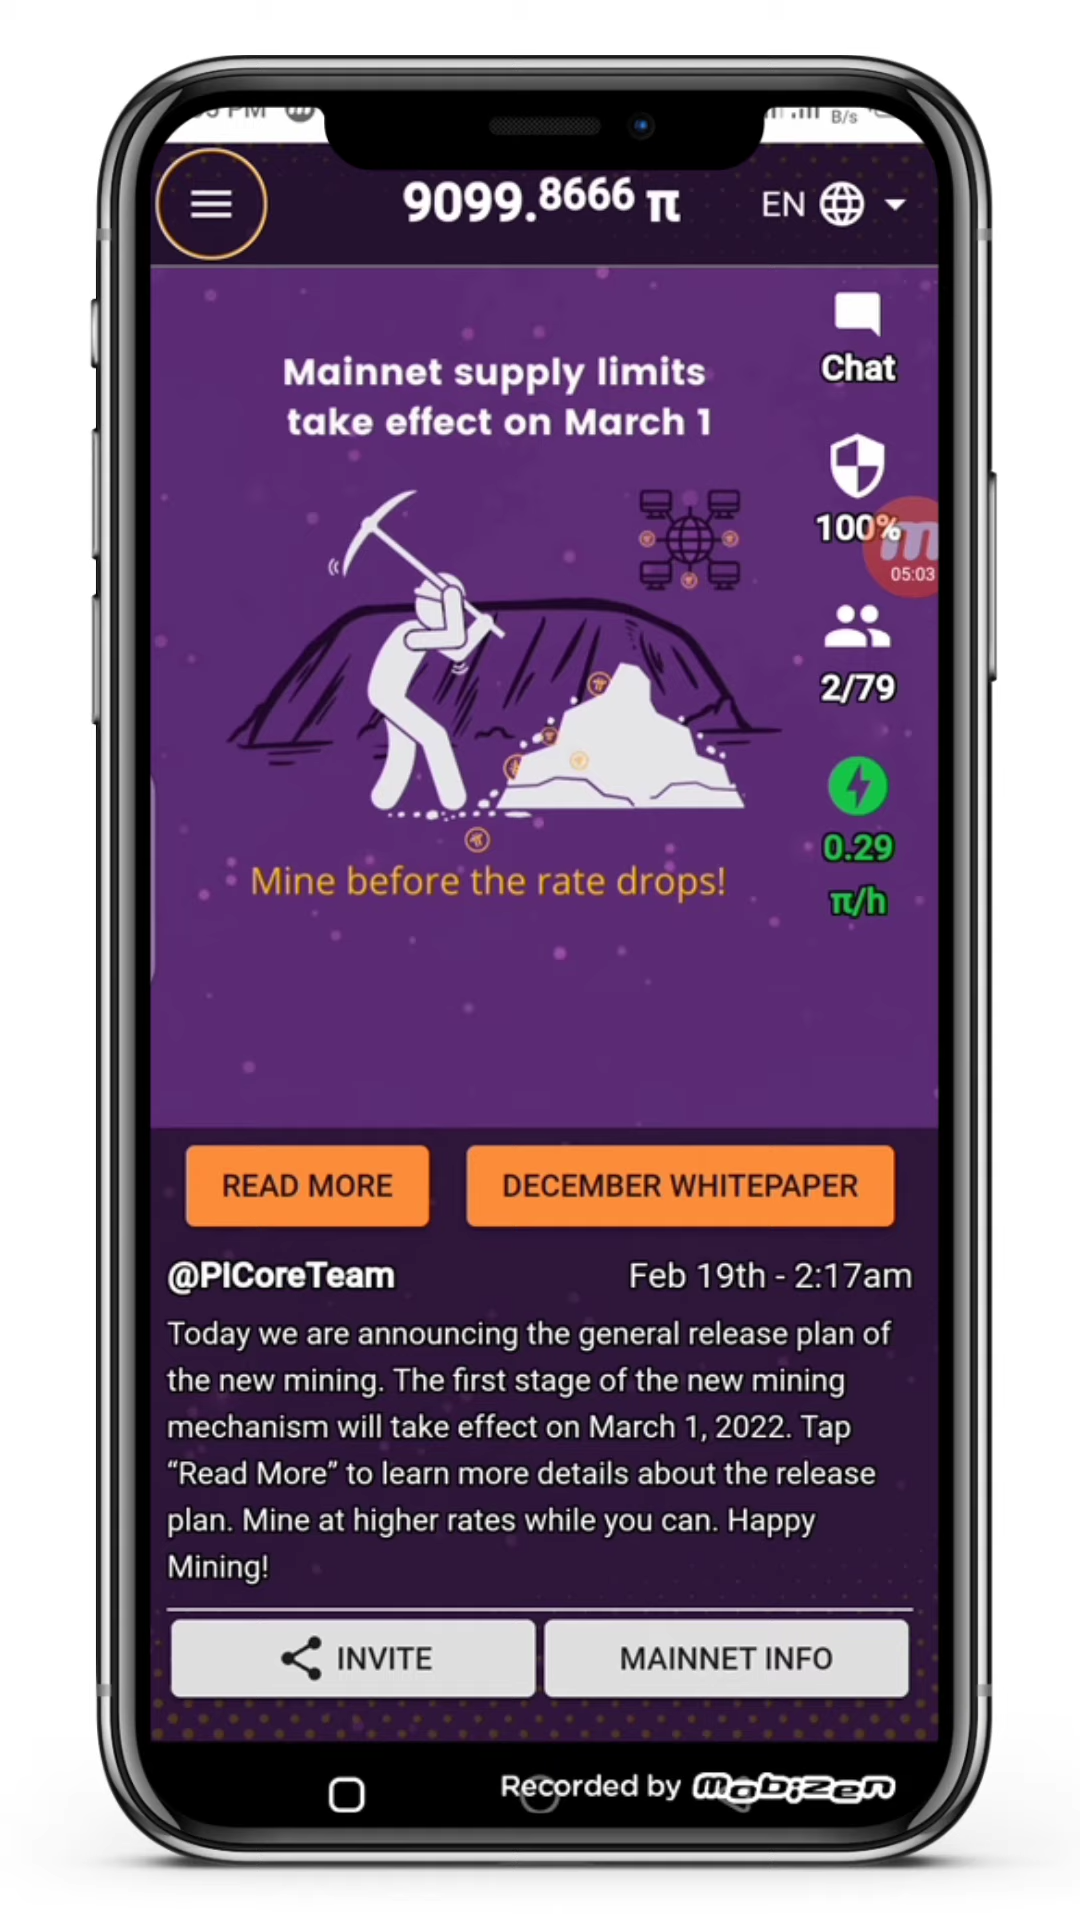 PM
B/s
9099.8666 π
EN
Mainnet supply limits
take effect on March 1
Chat
100%
m
05:03
2/79
0.29
π/h
Mine before the rate drops!
READ MORE
DECEMBER WHITEPAPER
@PiCoreTeam
Feb 19th - 2:17am
Today we are announcing the general release plan of
the new mining. The first stage of the new mining
mechanism will take effect on March 1, 2022. Tap
“Read More” to learn more details about the release
plan. Mine at higher rates while you can. Happy
Mining!
INVITE
MAINNET INFO
Recorded by mobizen